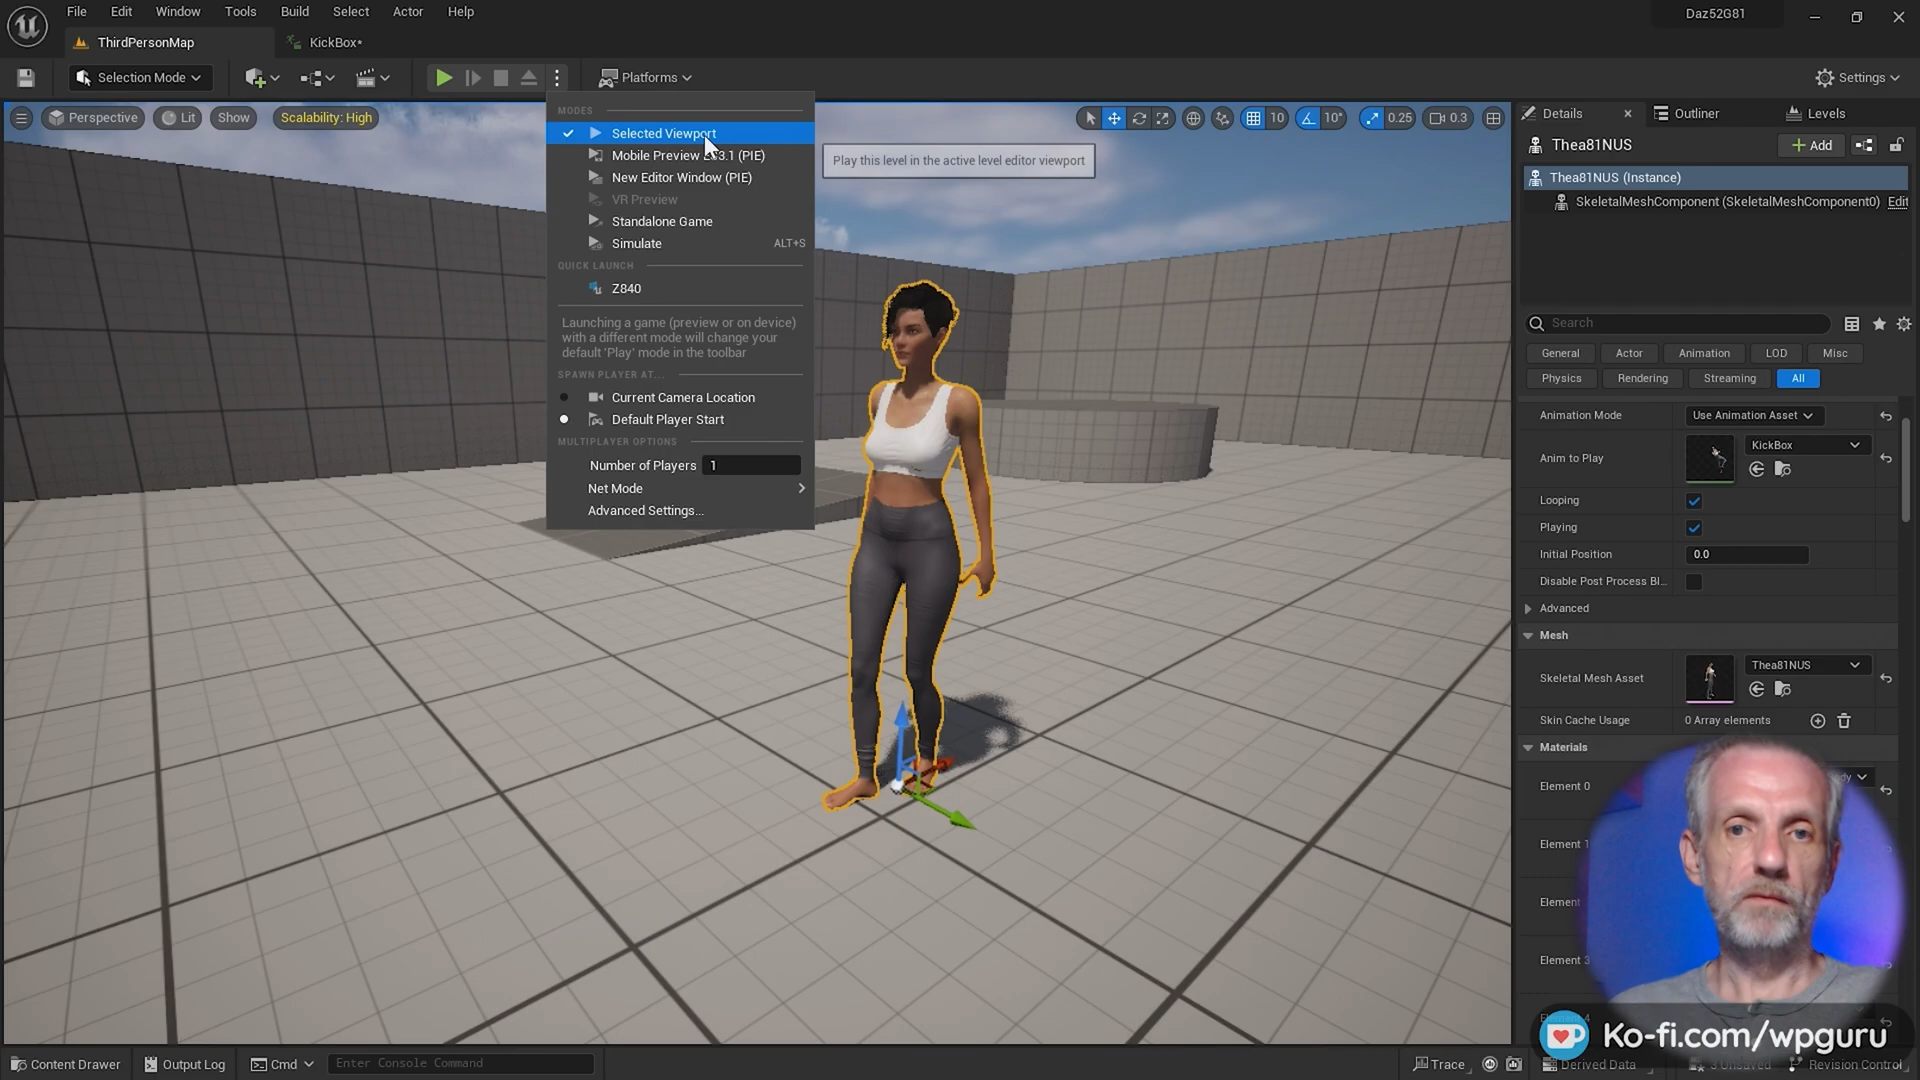 File Edit Window Tools Build Select Actor Help
Daz52G81
ThirdPersonMap
KickBox*
Selection Mode
Platforms
Settings
Perspective
Lit
Show
Scalability: High
10
10°
0.25
0.3
MODES
Selected Viewport
Mobile Preview ES3.1 (PIE)
New Editor Window (PIE)
VR Preview
Standalone Game
Simulate ALT+S
QUICK LAUNCH
Z840
Launching a game (preview or on device)
with a different mode will change your
default 'Play' mode in the toolbar
SPAWN PLAYER AT...
Current Camera Location
Default Player Start
MULTIPLAYER OPTIONS
Number of Players 1
Net Mode
Advanced Settings...
Play this level in the active level editor viewport
Details
Outliner
Levels
Thea81NUS
Add
Thea81NUS (Instance)
SkeletalMeshComponent (SkeletalMeshComponent0) Edit
Search
General Actor Animation LOD Misc
Physics Rendering Streaming All
Animation Mode Use Animation Asset
Anim to Play KickBox
Looping
Playing
Initial Position 0.0
Disable Post Process Bl...
Advanced
Mesh
Skeletal Mesh Asset Thea81NUS
Skin Cache Usage 0 Array elements
Materials
Element 0
Element 1
Element
Element 3
Element 4
Ko-fi.com/wpguru
Content Drawer
Output Log
Cmd
Enter Console Command
Trace
Derived Data
3 Unsaved
Revision Control